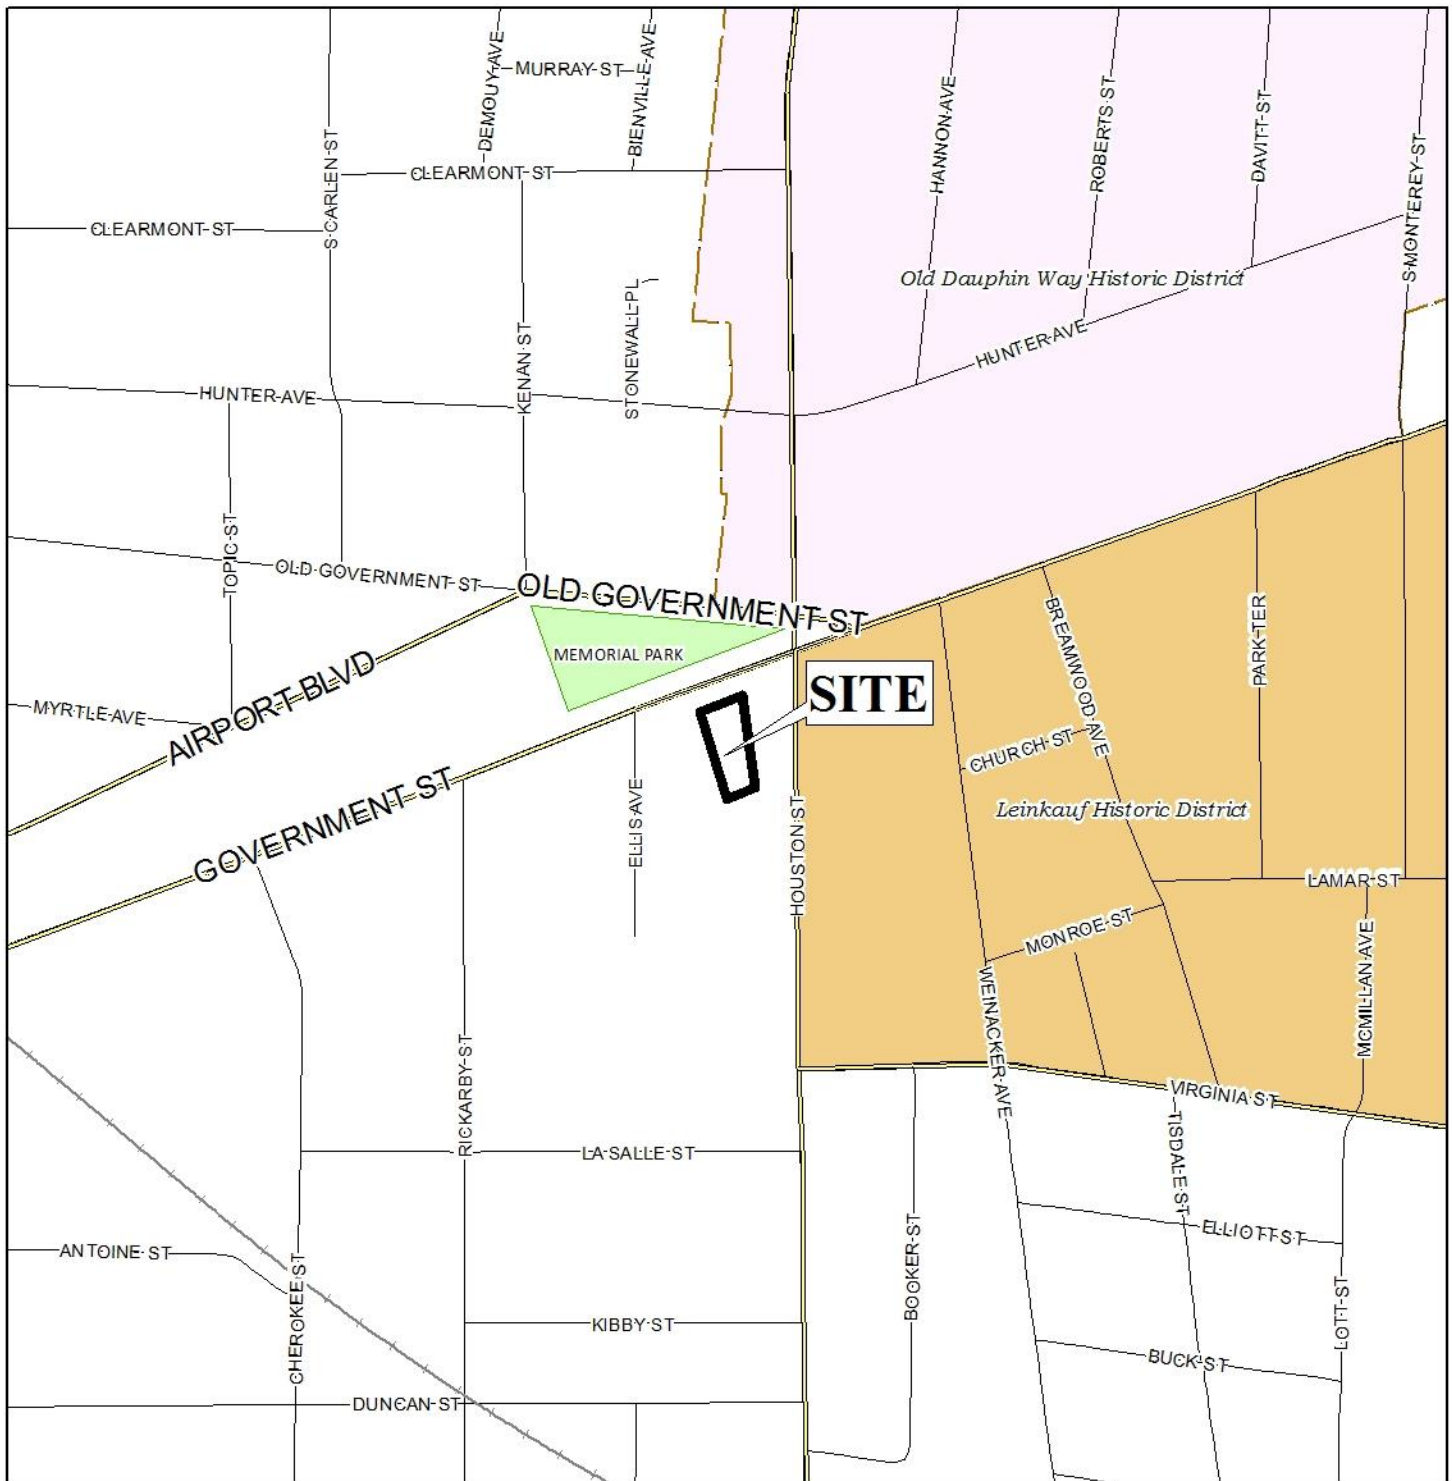 DEMOUY AVE
MURRAY ST
BIENVILLE AVE
S CARLEN ST
CLEARMONT ST
CLEARMONT ST
HANNON AVE
ROBERTS ST
DAVITT ST
S MONTEREY ST
Old Dauphin Way Historic District
STONEWALL PL
KENAN ST
HUNTER AVE
HUNTER AVE
TOPIC ST
OLD GOVERNMENT ST
OLD GOVERNMENT ST
MEMORIAL PARK
BREAMWOOD AVE
PARK TER
SITE
MYRTLE AVE
AIRPORT BLVD
CHURCH ST
GOVERNMENT ST
ELLIS AVE
HOUSTON ST
Leinkauf Historic District
LAMAR ST
MONROE ST
MCMILLAN AVE
WEINACKER AVE
RICKARBY ST
VIRGINIA ST
LA SALLE ST
TISDALE ST
ELLIOTT ST
ANTOINE ST
BOOKER ST
CHEROKEE ST
LOTT ST
KIBBY ST
BUCK ST
DUNCAN ST